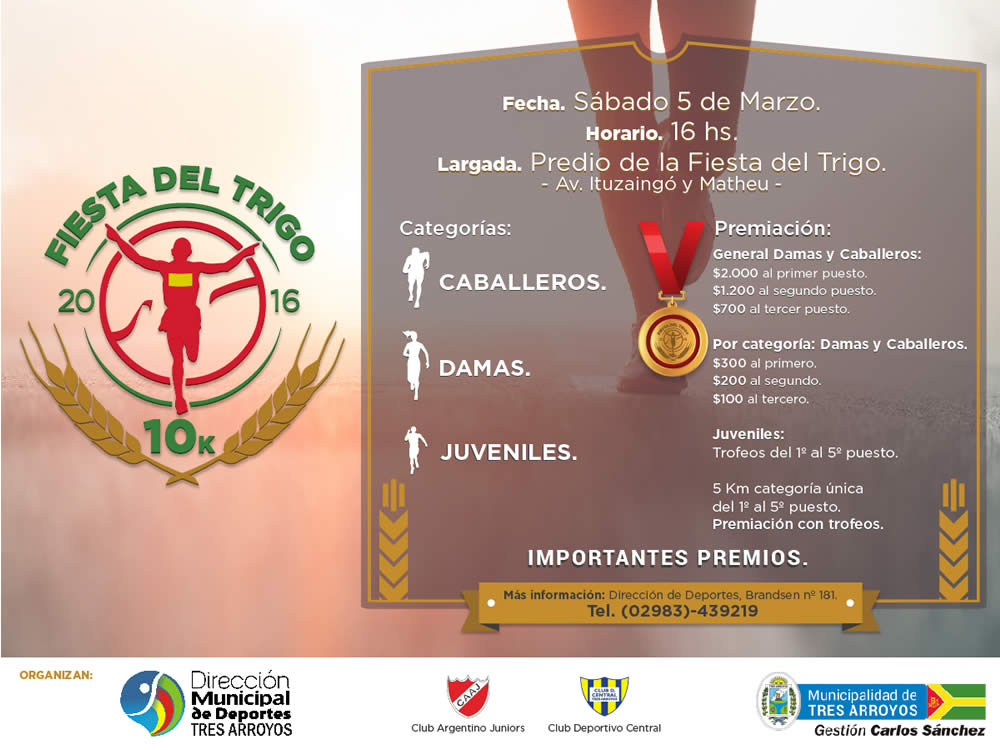 FIESTA DEL TRIGO
2016
10K
Fecha. Sábado 5 de Marzo.
Horario. 16 hs.
Largada. Predio de la Fiesta del Trigo.
- Av. Ituzaingó y Matheu -
Categorías:
CABALLEROS.
DAMAS.
JUVENILES.
Premiación:
General Damas y Caballeros:
$2.000 al primer puesto.
$1.200 al segundo puesto.
$700 al tercer puesto.
Por categoría: Damas y Caballeros.
$300 al primero.
$200 al segundo.
$100 al tercero.
Juveniles:
Trofeos del 1º al 5º puesto.
5 Km categoría única
del 1º al 5º puesto.
Premiación con trofeos.
IMPORTANTES PREMIOS.
Más información: Dirección de Deportes, Brandsen nº 181.
Tel. (02983)-439219
ORGANIZAN:
Dirección
Municipal
de Deportes
TRES ARROYOS
CAAJ
Club Argentino Juniors
CLUB D.
CENTRAL
TRES ARROYOS
Club Deportivo Central
Municipalidad de
TRES ARROYOS
Gestión Carlos Sánchez